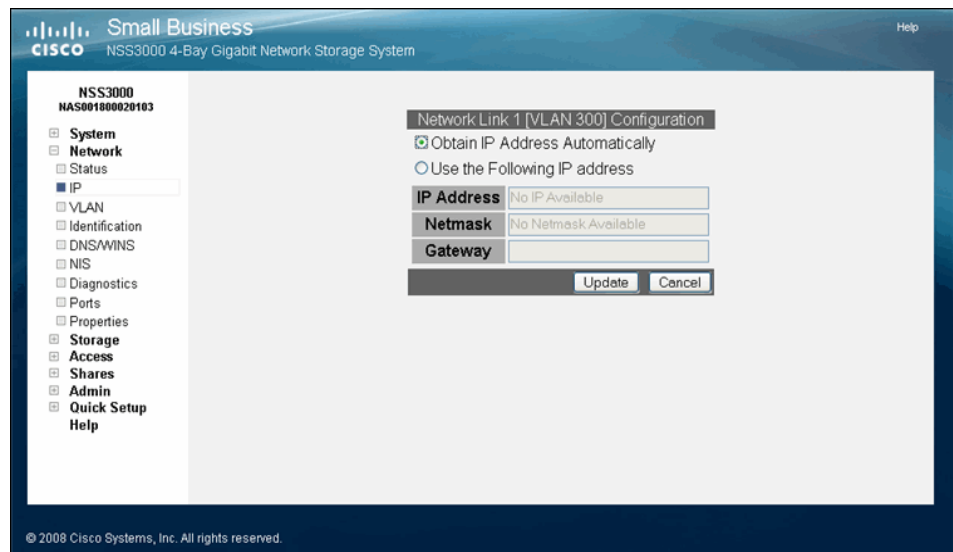 Small Business
Help
CISCO
NSS3000 4-Bay Gigabit Network Storage System
NSS3000
NAS001800020103
System
Network
Status
IP
VLAN
Identification
DNS/WINS
NIS
Diagnostics
Ports
Properties
Storage
Access
Shares
Admin
Quick Setup
Help
Network Link 1 [VLAN 300] Configuration
Obtain IP Address Automatically
Use the Following IP address
IP Address No IP Available
Netmask No Netmask Available
Gateway
Update Cancel
© 2008 Cisco Systems, Inc. All rights reserved.